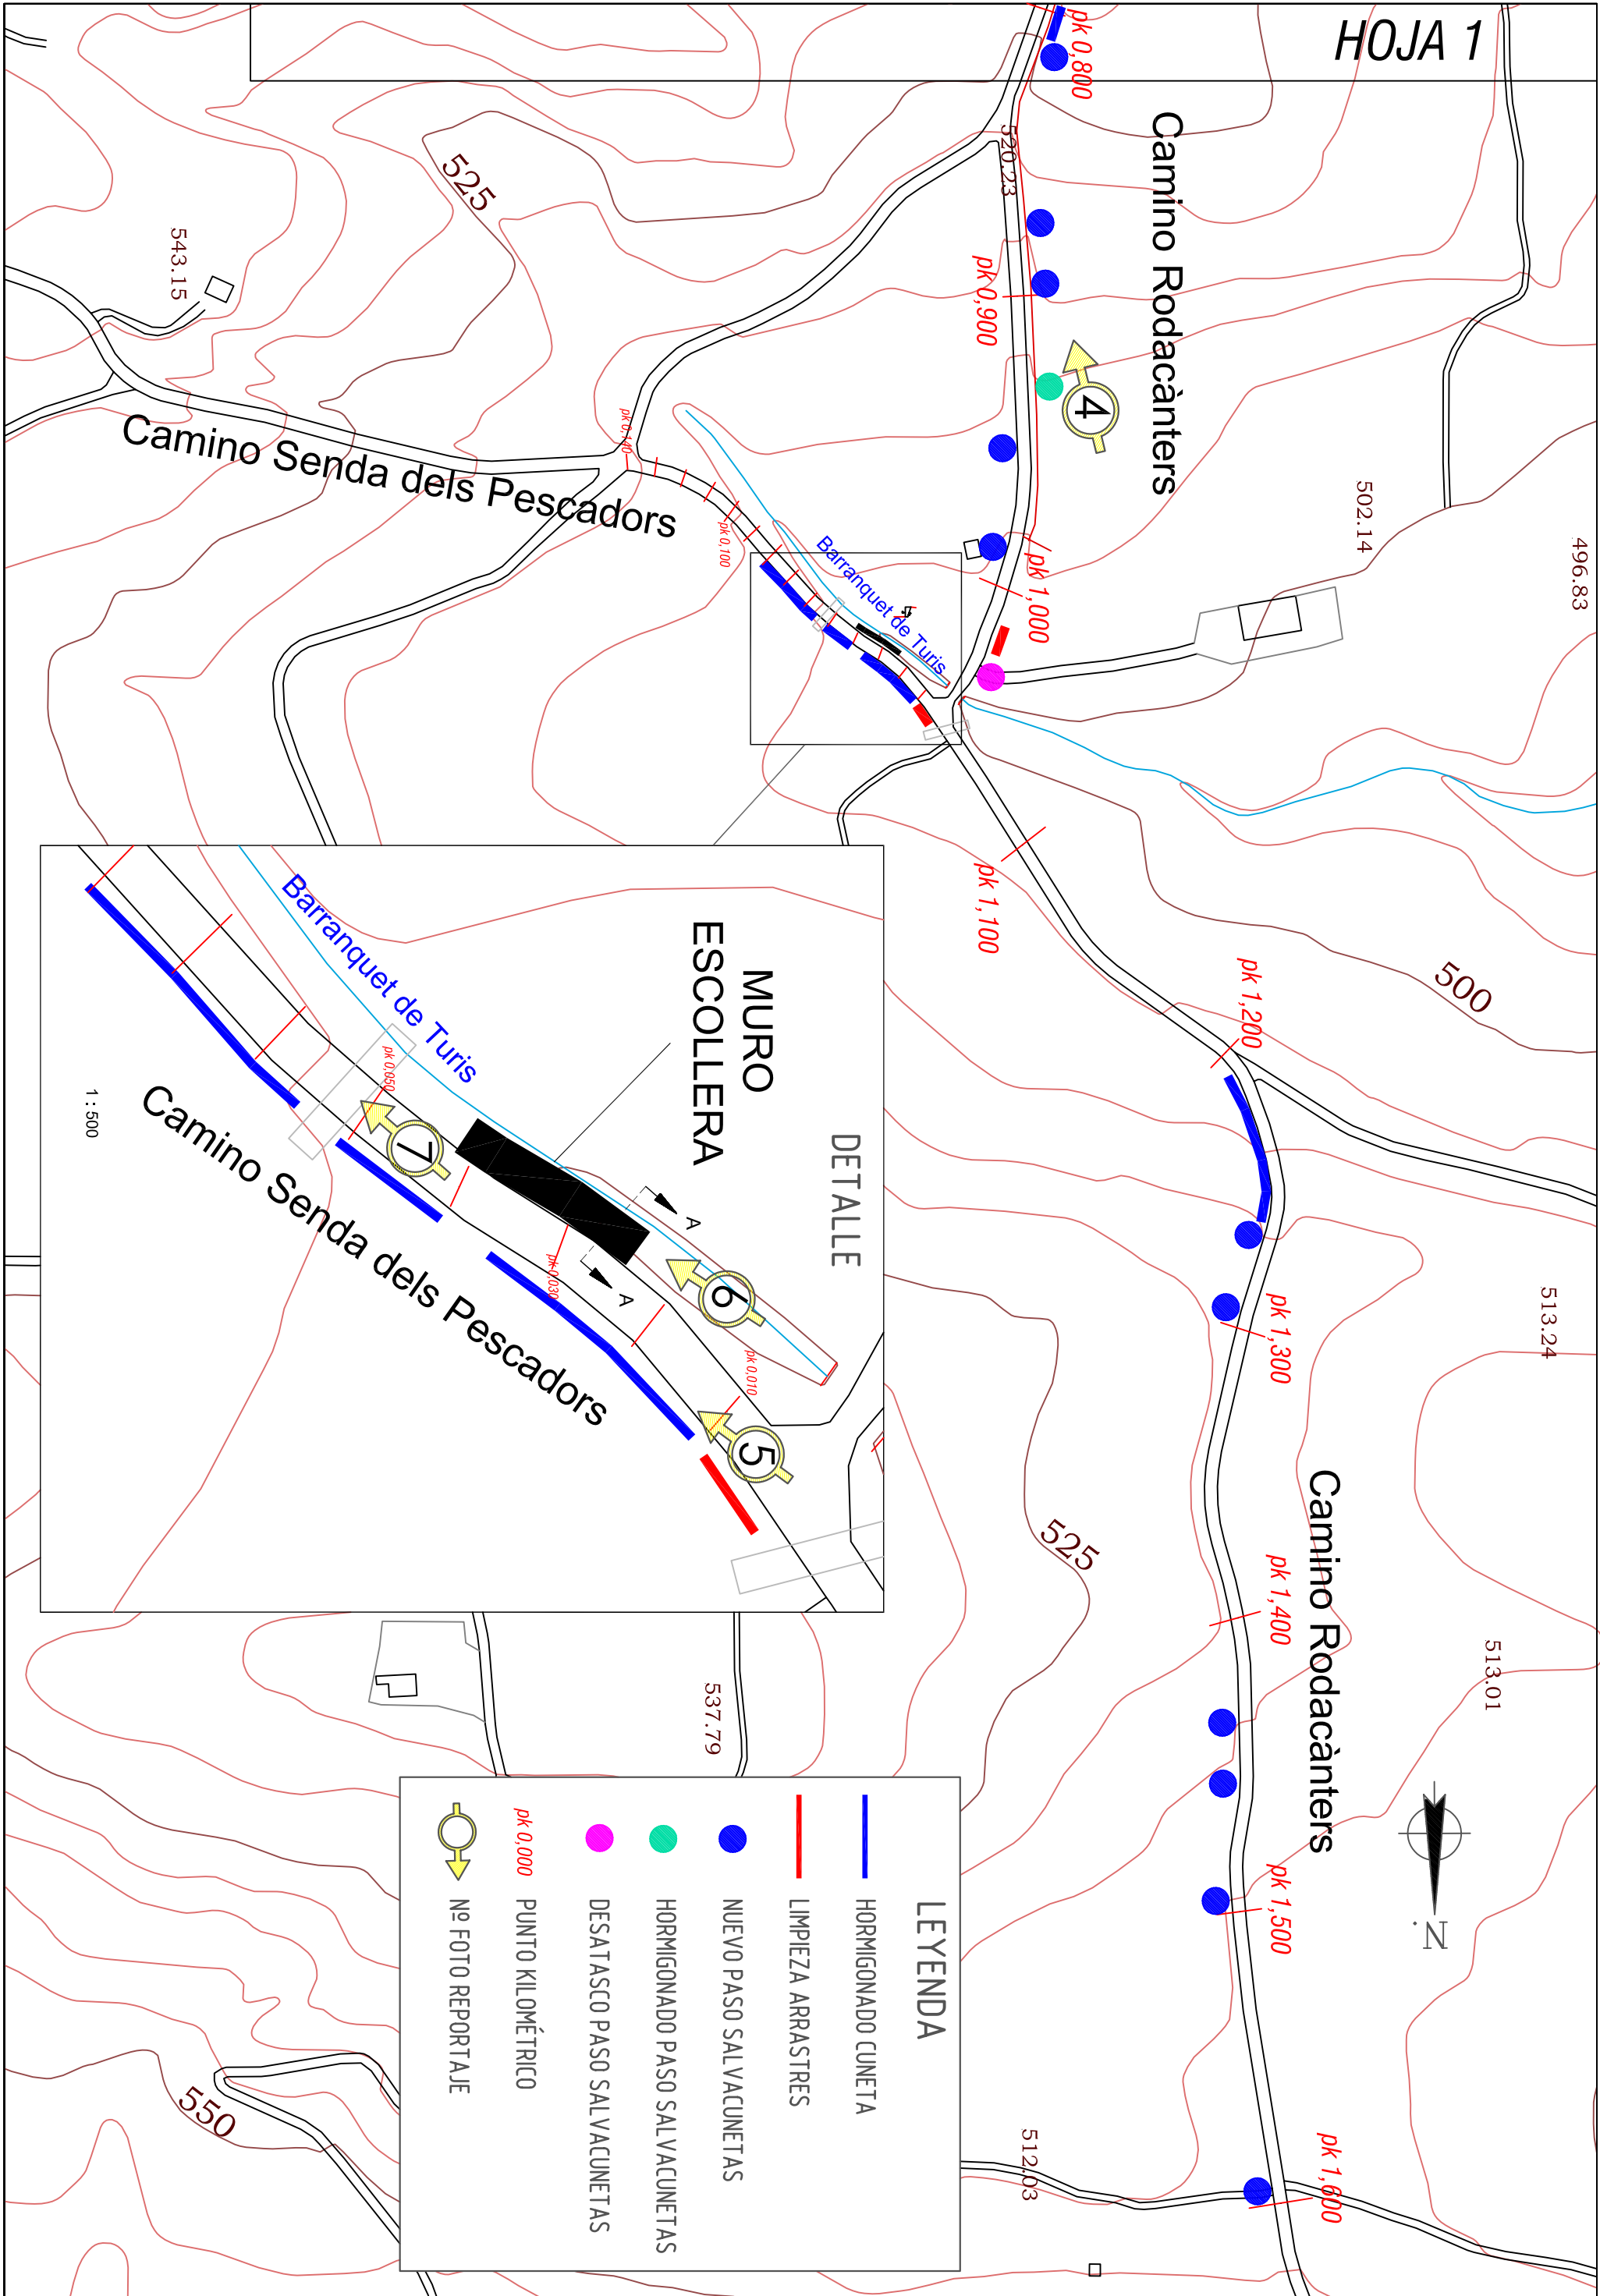 HOJA 1
pk 0,800
Camino Rodacànters
520.23
pk 0,900
4
525
543.15
pk 0,140
Camino Senda dels Pescadors
pk 0,100
Barranquet de Turis
502.14
496.83
pk 1,000
pk 1,100
pk 1,200
500
513.24
pk 1,300
Camino Rodacànters
pk 1,400
525
513.01
537.79
pk 1,500
N.
512.03
pk 1,600
550
DETALLE
MURO
ESCOLLERA
Barranquet de Turis
pk 0,050
7
A
A
6
pk 0,030
pk 0,010
5
Camino Senda dels Pescadors
1 : 500
LEYENDA
HORMIGONADO CUNETA
LIMPIEZA ARRASTRES
NUEVO PASO SALVACUNETAS
HORMIGONADO PASO SALVACUNETAS
DESATASCO PASO SALVACUNETAS
pk 0,000 PUNTO KILOMÉTRICO
Nº FOTO REPORTAJE